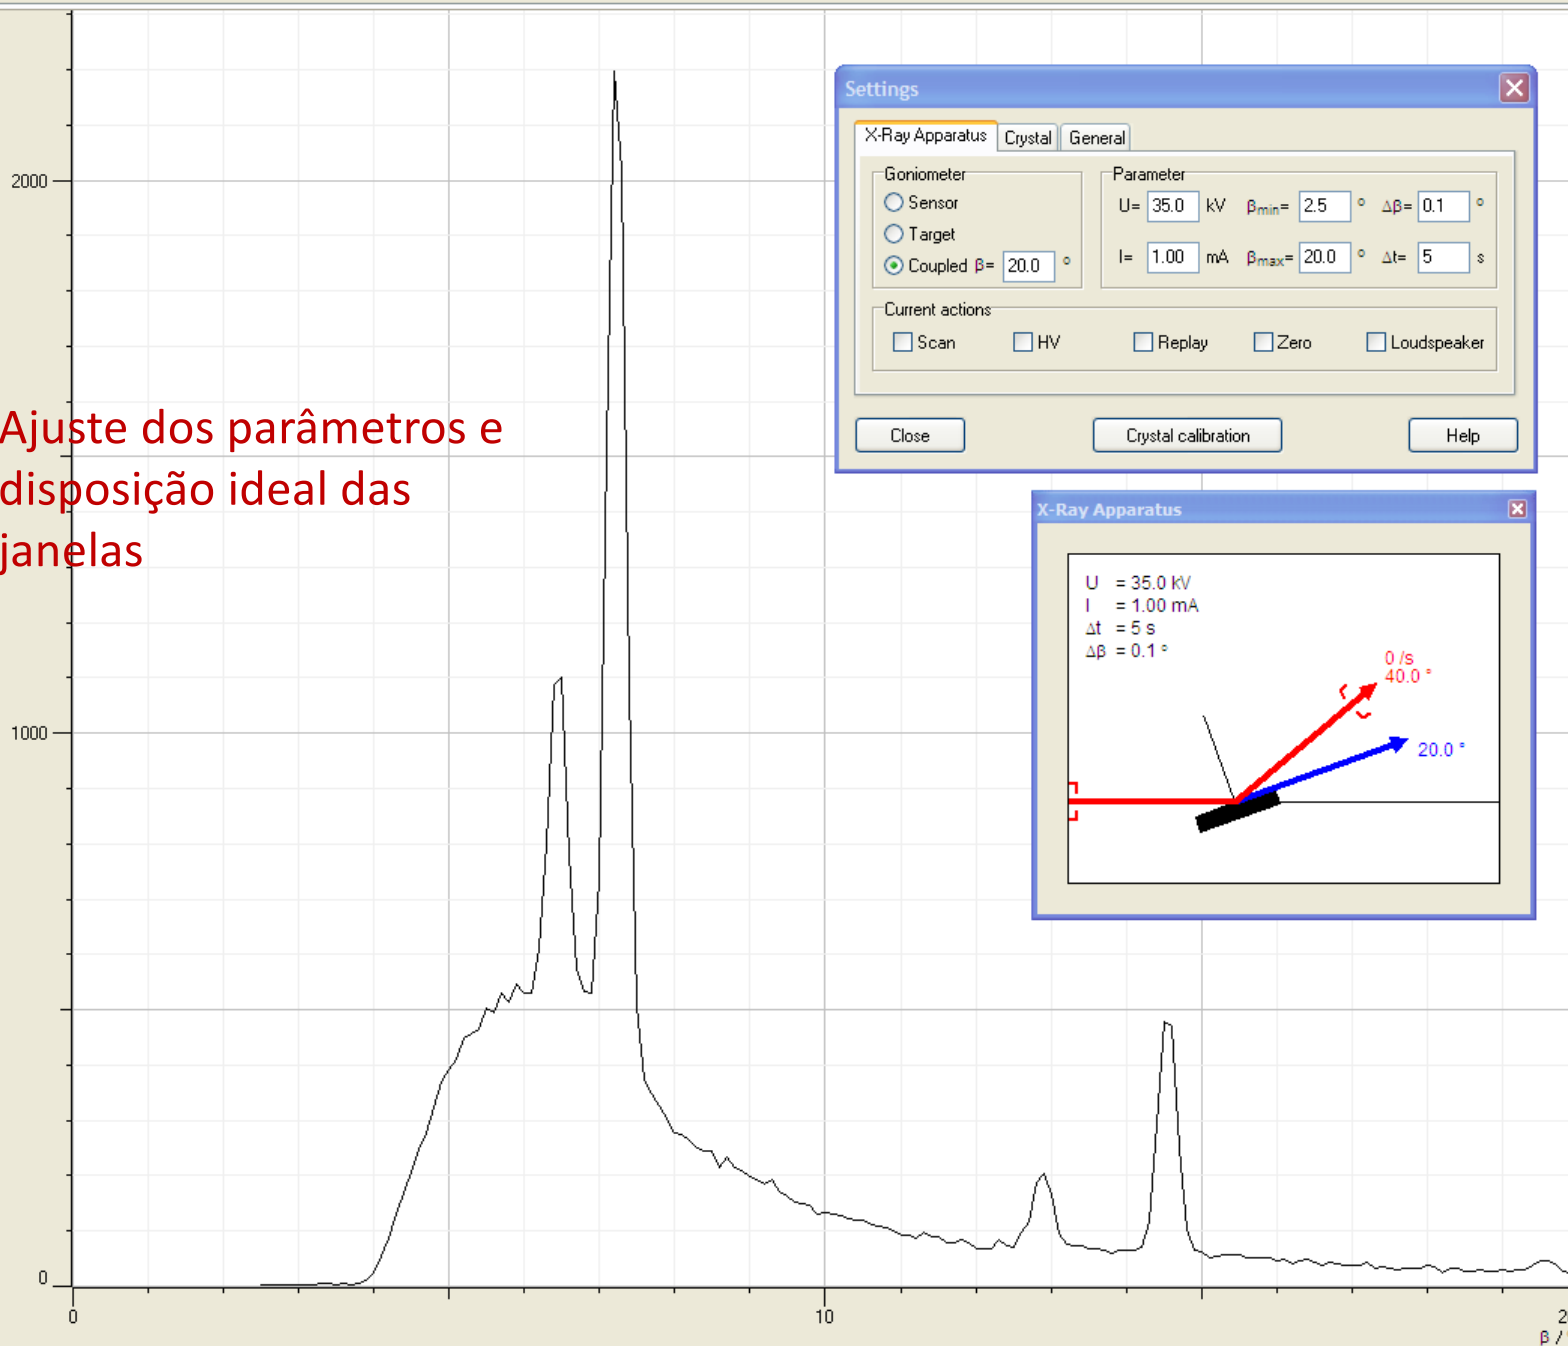 Settings
X-Ray Apparatus Crystal General
Goniometer
Sensor
Target
Coupled β= 20.0 °
Parameter
U= 35.0 kV βmin= 2.5 ° Δβ= 0.1 °
I= 1.00 mA βmax= 20.0 ° Δt= 5 s
Current actions
Scan HV Replay Zero Loudspeaker
Close Crystal calibration Help
Ajuste dos parâmetros e
disposição ideal das
janelas
X-Ray Apparatus
U = 35.0 kV
I = 1.00 mA
Δt = 5 s
Δβ = 0.1 °
0 /s
40.0 °
20.0 °
2000
1000
0
0 10 2
β /